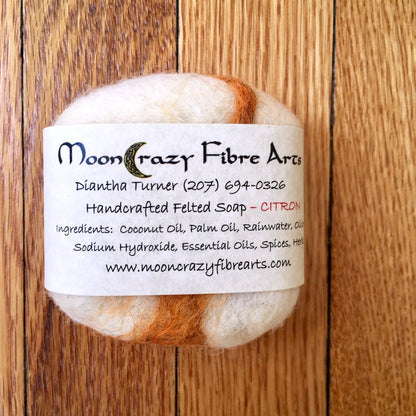 MoonCrazy Fibre Arts
Diantha Turner (207) 694-0326
Handcrafted Felted Soap – CITRON
Ingredients: Coconut Oil, Palm Oil, Rainwater,
Sodium Hydroxide, Essential Oils, Spices,
www.mooncrazyfibrearts.com